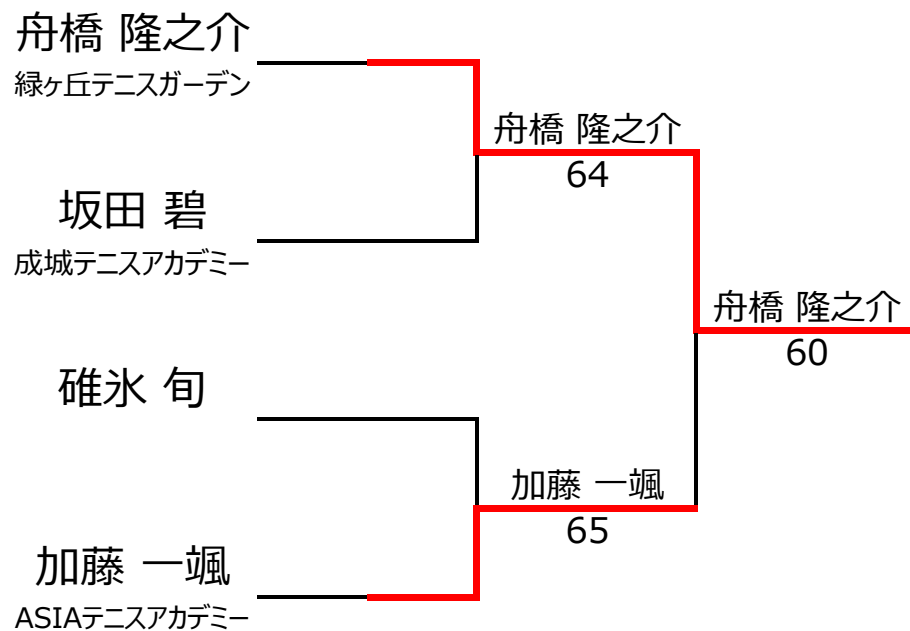 舟橋 隆之介
緑ヶ丘テニスガーデン
舟橋 隆之介
64
坂田 碧
成城テニスアカデミー
舟橋 隆之介
60
碓氷 旬
加藤 一颯
65
加藤 一颯
ASIAテニスアカデミー